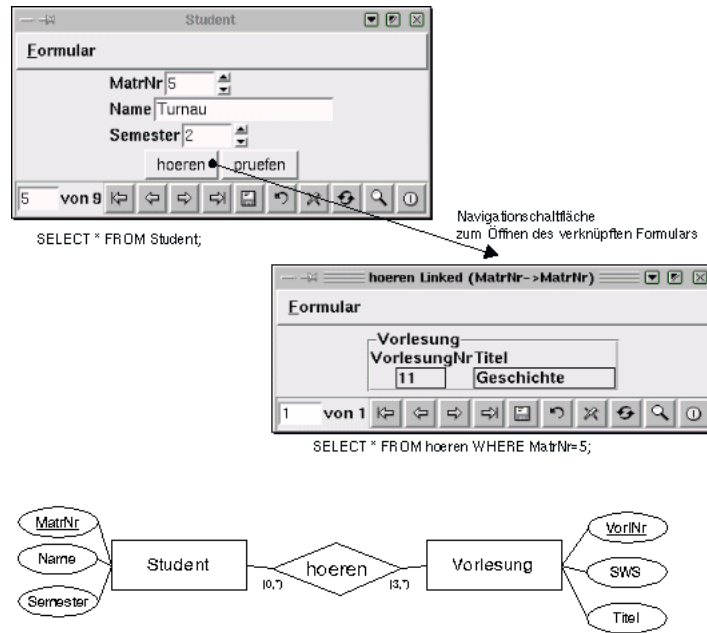 Student
Formular
MatrNr 5
Name Turnau
Semester 2
hoeren pruefen
5 von 9
SELECT * FROM Student;
Navigationschaltfläche
zum Öffnen des verknüpften Formulars
hoeren Linked (MatrNr->MatrNr)
Formular
Vorlesung
VorlesungNr Titel
11 Geschichte
1 von 1
SELECT * FROM hoeren WHERE MatrNr=5;
MatrNr
Name
Semester
Student
hoeren
Vorlesung
VorlNr
SWS
Titel